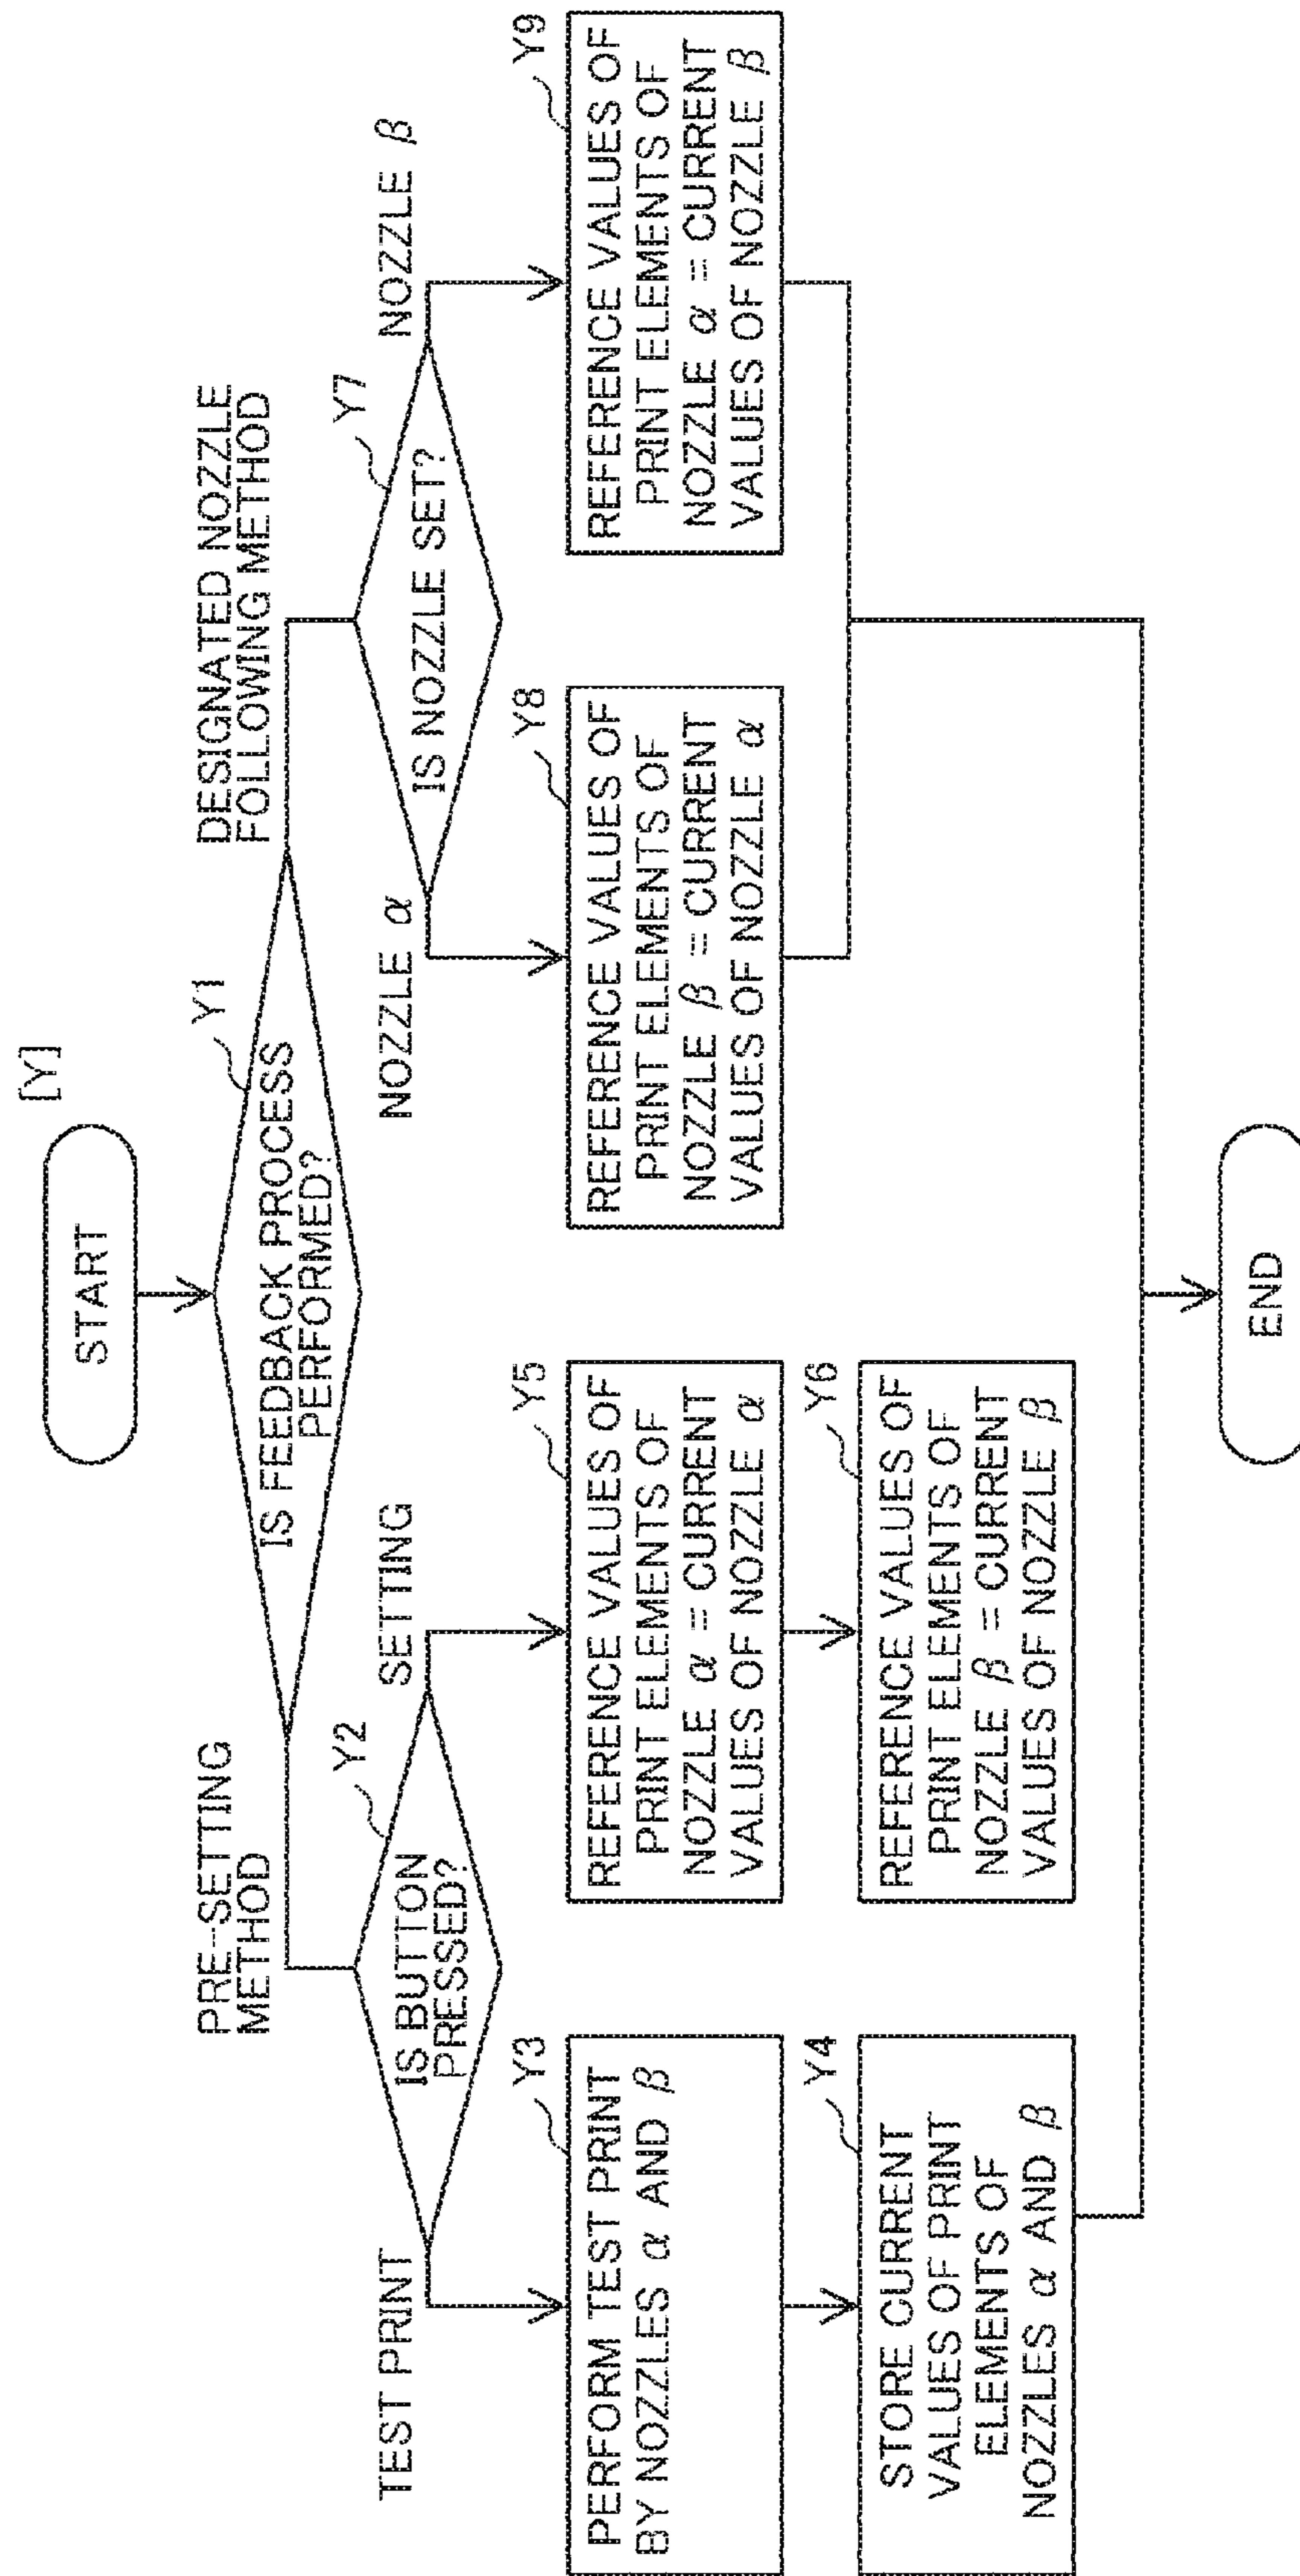 [Y]
START
Y1
IS FEEDBACK PROCESS
PERFORMED?
PRE-SETTING
METHOD
DESIGNATED NOZZLE
FOLLOWING METHOD
Y2
IS BUTTON
PRESSED?
TEST PRINT
SETTING
Y7
IS NOZZLE SET?
NOZZLE α
NOZZLE β
Y3
PERFORM TEST PRINT
BY NOZZLES α AND β
Y4
STORE CURRENT
VALUES OF PRINT
ELEMENTS OF
NOZZLES α AND β
Y5
REFERENCE VALUES OF
PRINT ELEMENTS OF
NOZZLE α = CURRENT
VALUES OF NOZZLE α
Y6
REFERENCE VALUES OF
PRINT ELEMENTS OF
NOZZLE β = CURRENT
VALUES OF NOZZLE β
Y8
REFERENCE VALUES OF
PRINT ELEMENTS OF
NOZZLE β = CURRENT
VALUES OF NOZZLE α
Y9
REFERENCE VALUES OF
PRINT ELEMENTS OF
NOZZLE α = CURRENT
VALUES OF NOZZLE β
END